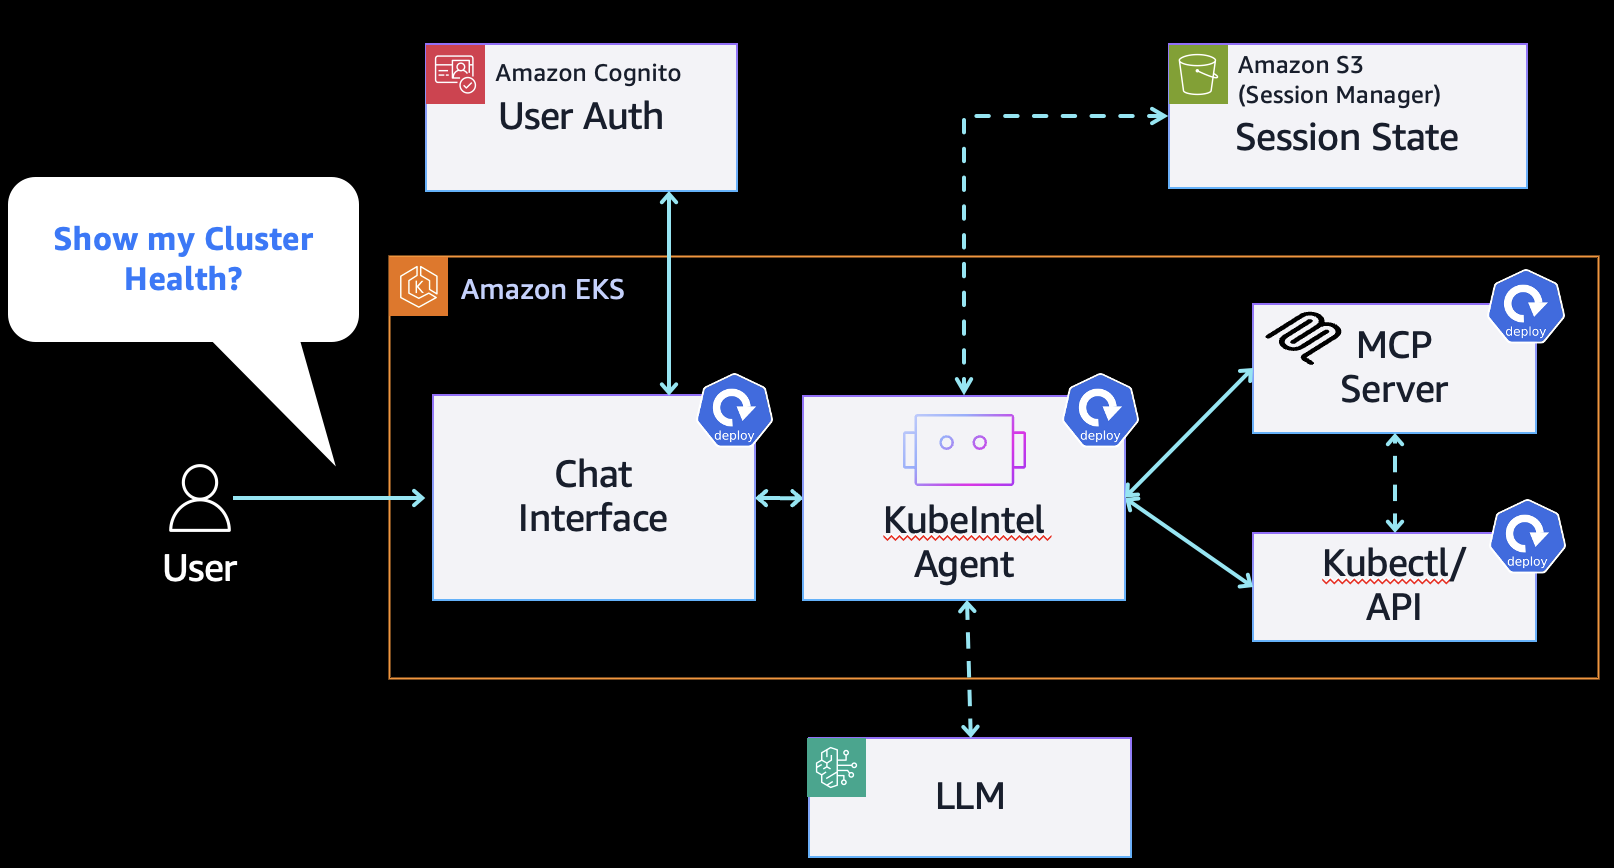 Amazon Cognito
User Auth
Amazon S3
(Session Manager)
Session State
Show my Cluster
Health?
Amazon EKS
User
Chat
Interface
deploy
KubeIntel
Agent
deploy
MCP
Server
deploy
Kubectl/
API
deploy
LLM